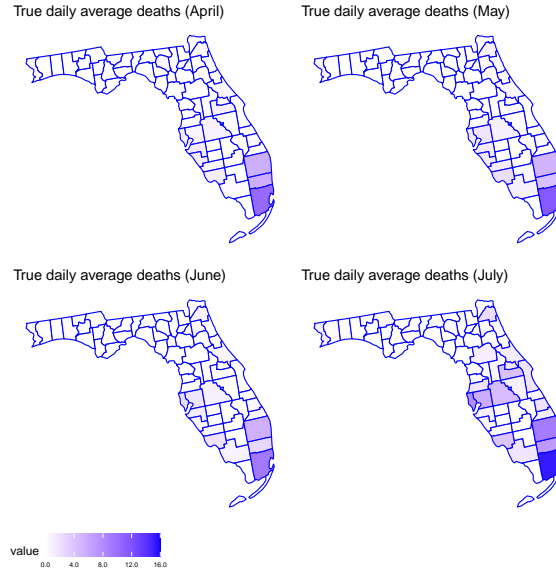 True daily average deaths (April)
True daily average deaths (May)
True daily average deaths (June)
True daily average deaths (July)
value
0.0 4.0 8.0 12.0 16.0